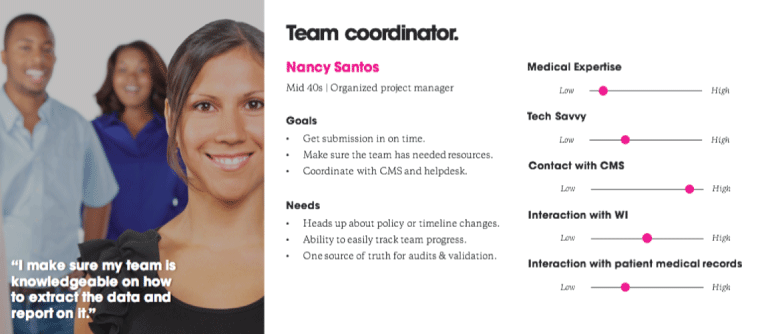 Team coordinator.
Nancy Santos
Mid 40s | Organized project manager
Goals
• Get submission in on time.
• Make sure the team has needed resources.
• Coordinate with CMS and helpdesk.
Needs
• Heads up about policy or timeline changes.
• Ability to easily track team progress.
• One source of truth for audits & validation.
Medical Expertise
Low High
Tech Savvy
Low High
Contact with CMS
Low High
Interaction with WI
Low High
Interaction with patient medical records
Low High
“I make sure my team is
knowledgeable on how
to extract the data and
report on it.”